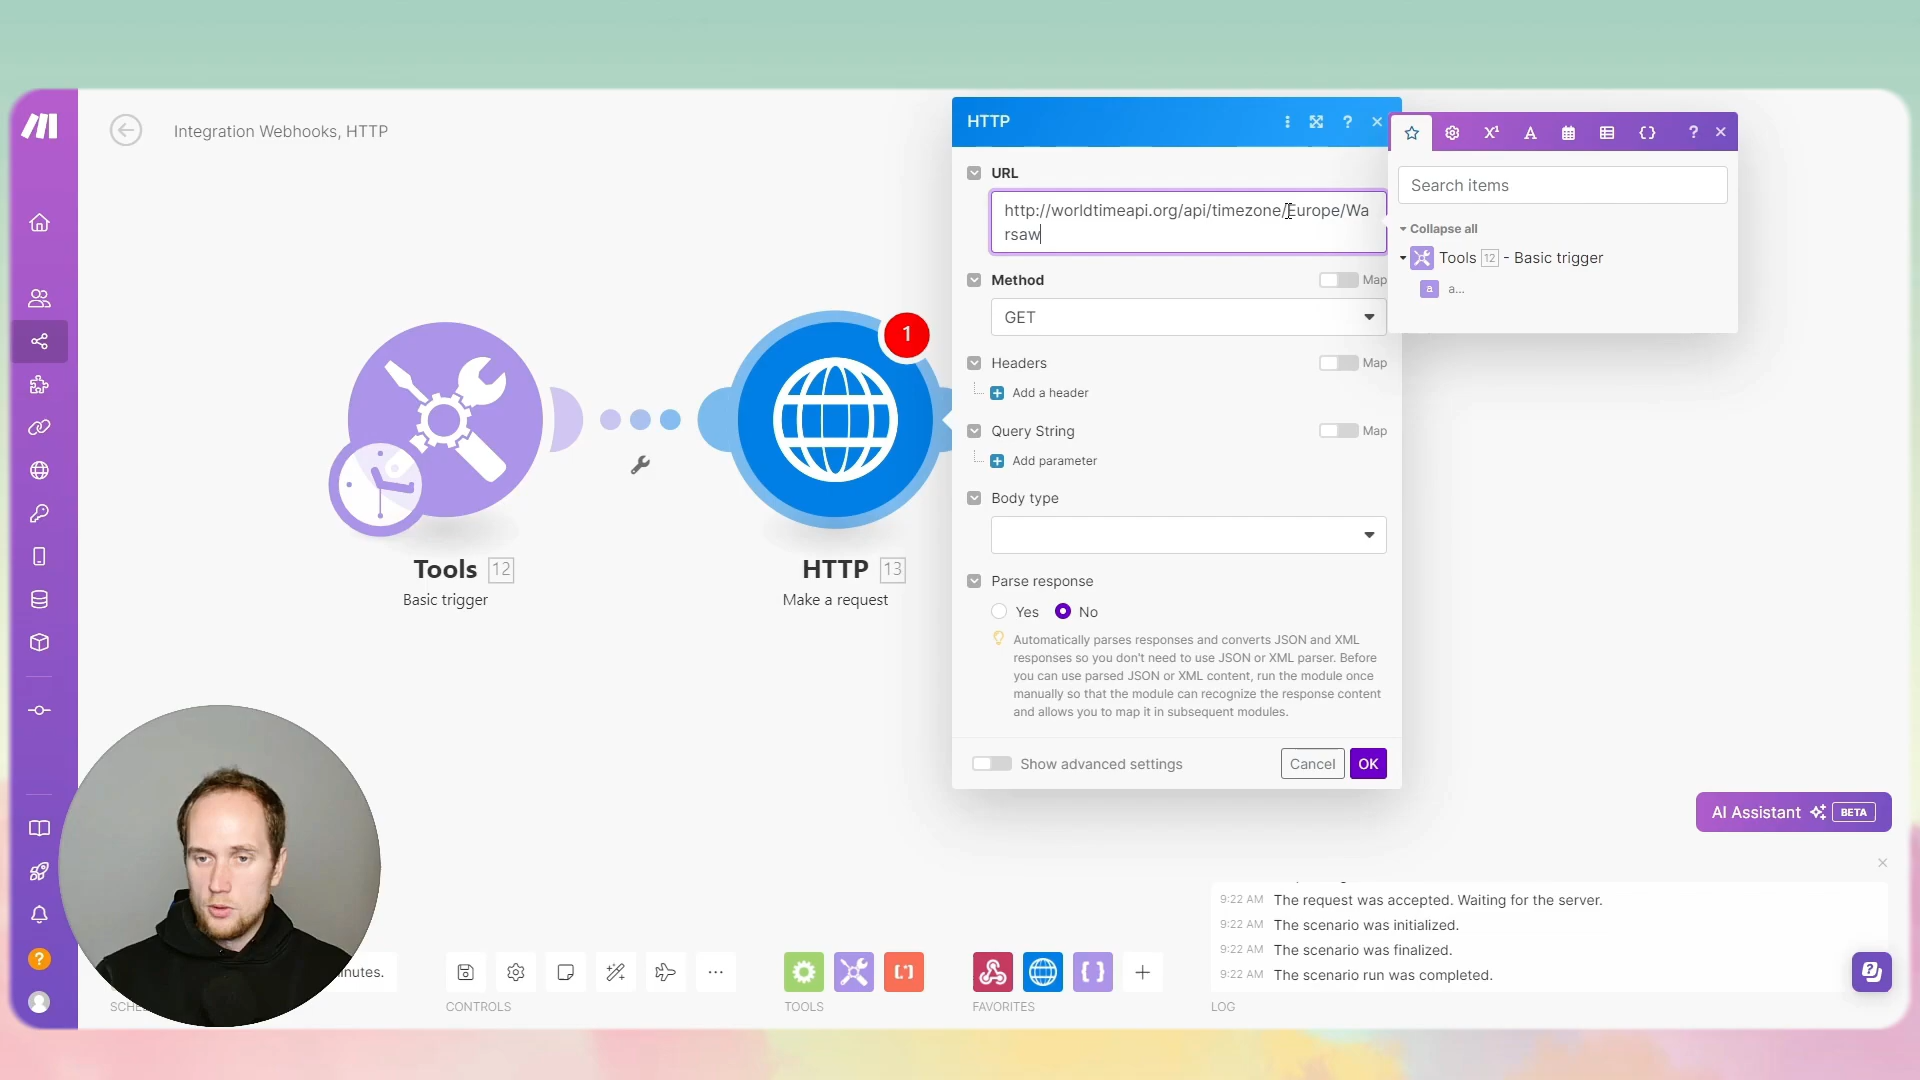 Integration Webhooks, HTTP
HTTP
?
URL
http://worldtimeapi.org/api/timezone/Europe/Wa
rsaw
Method
Map
GET
Headers
Map
Add a header
Query String
Map
Add parameter
Body type
Parse response
Yes
No
Automatically parses responses and converts JSON and XML
responses so you don't need to use JSON or XML parser. Before
you can use parsed JSON or XML content, run the module once
manually so that the module can recognize the response content
and allows you to map it in subsequent modules.
Show advanced settings
Cancel
OK
Search items
Collapse all
Tools 12 - Basic trigger
a a...
1
Tools 12
Basic trigger
HTTP 13
Make a request
AI Assistant BETA
9:22 AM The request was accepted. Waiting for the server.
9:22 AM The scenario was initialized.
9:22 AM The scenario was finalized.
9:22 AM The scenario run was completed.
inutes.
SCHE
CONTROLS
TOOLS
FAVORITES
LOG